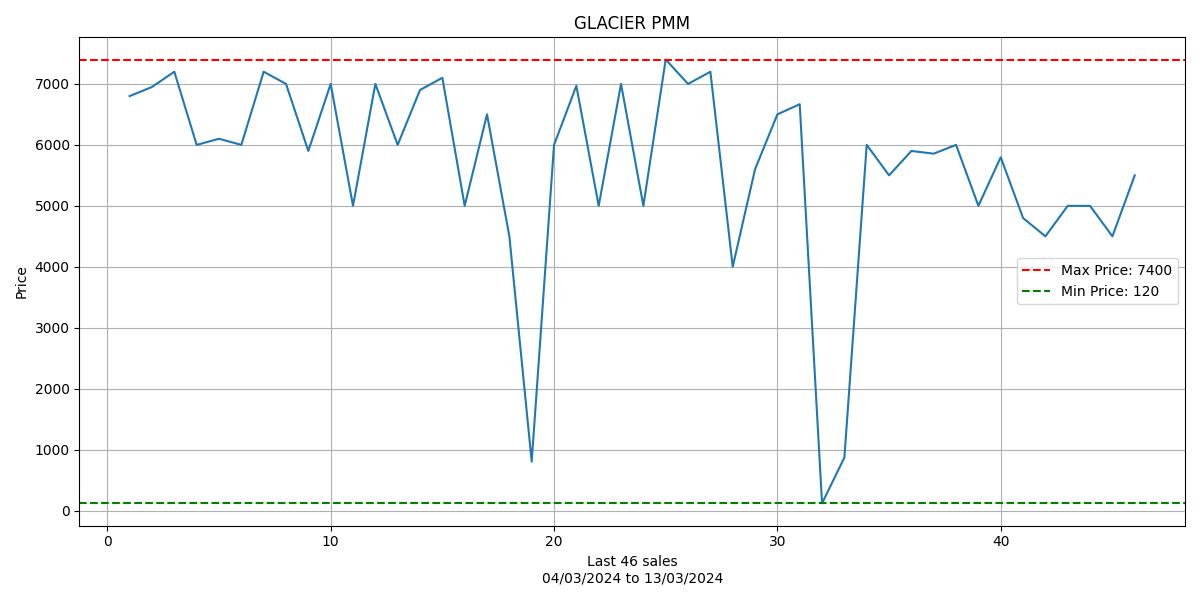 GLACIER PMM
7000
6000
5000
4000
3000
2000
1000
0
Price
Max Price: 7400
Min Price: 120
0 10 20 30 40
Last 46 sales
04/03/2024 to 13/03/2024